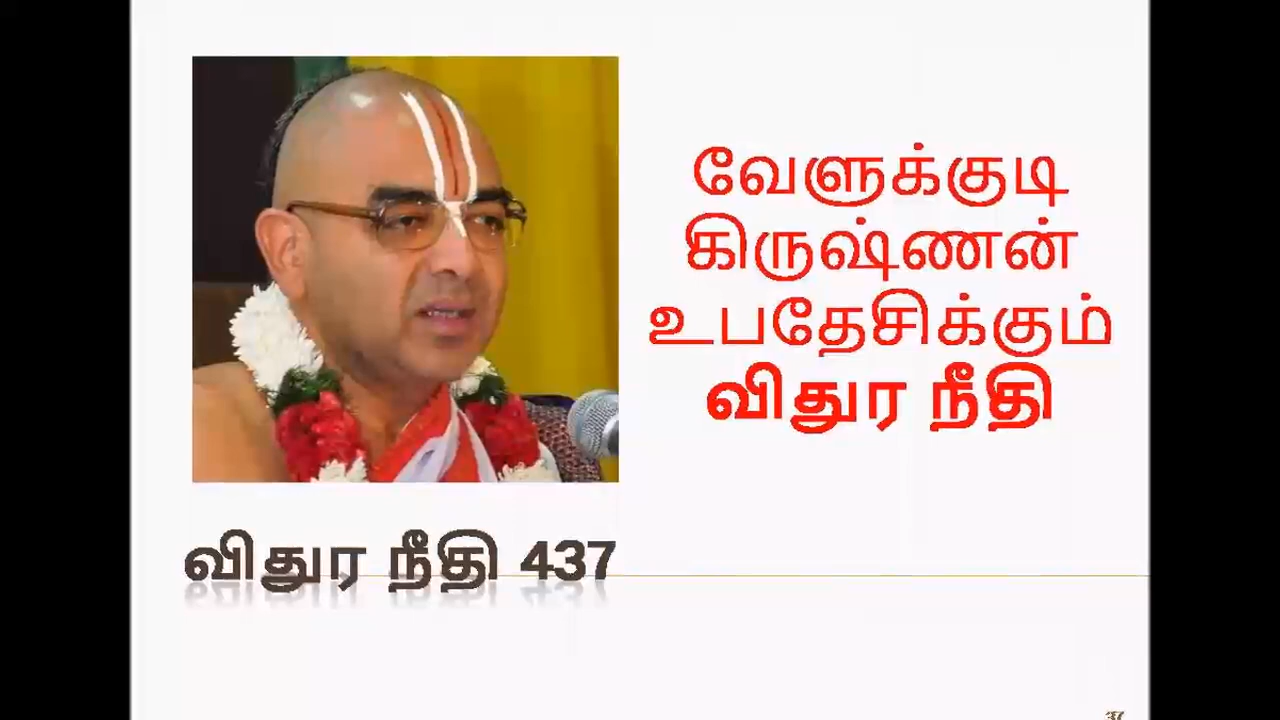 வேளுக்குடி
கிருஷ்ணன்
உபதேசிக்கும்
விதுர நீதி
விதுர நீதி 437